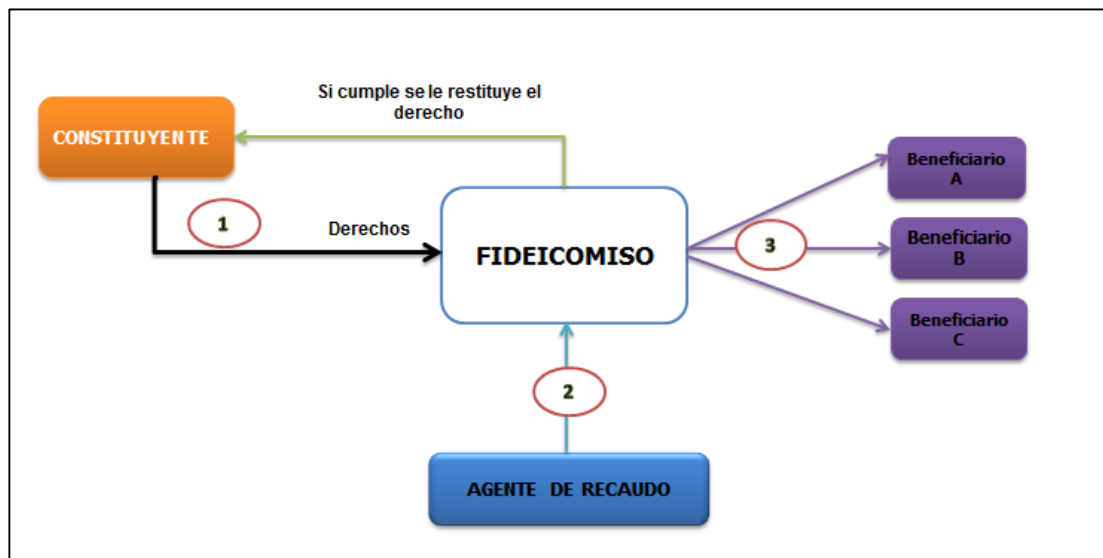 Si cumple se le restituye el
derecho
CONSTITUYENTE
1
Derechos
FIDEICOMISO
3
Beneficiario
A
Beneficiario
B
Beneficiario
C
2
AGENTE DE RECAUDO